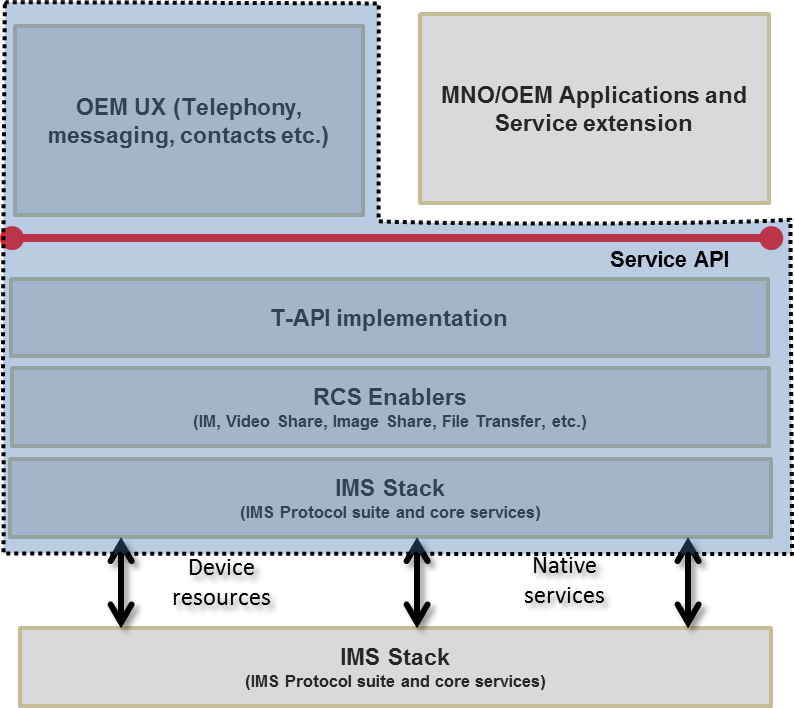 OEM UX (Telephony,
messaging, contacts etc.)
MNO/OEM Applications and
Service extension
Service API
T-API implementation
RCS Enablers
(IM, Video Share, Image Share, File Transfer, etc.)
IMS Stack
(IMS Protocol suite and core services)
Device
resources
Native
services
IMS Stack
(IMS Protocol suite and core services)